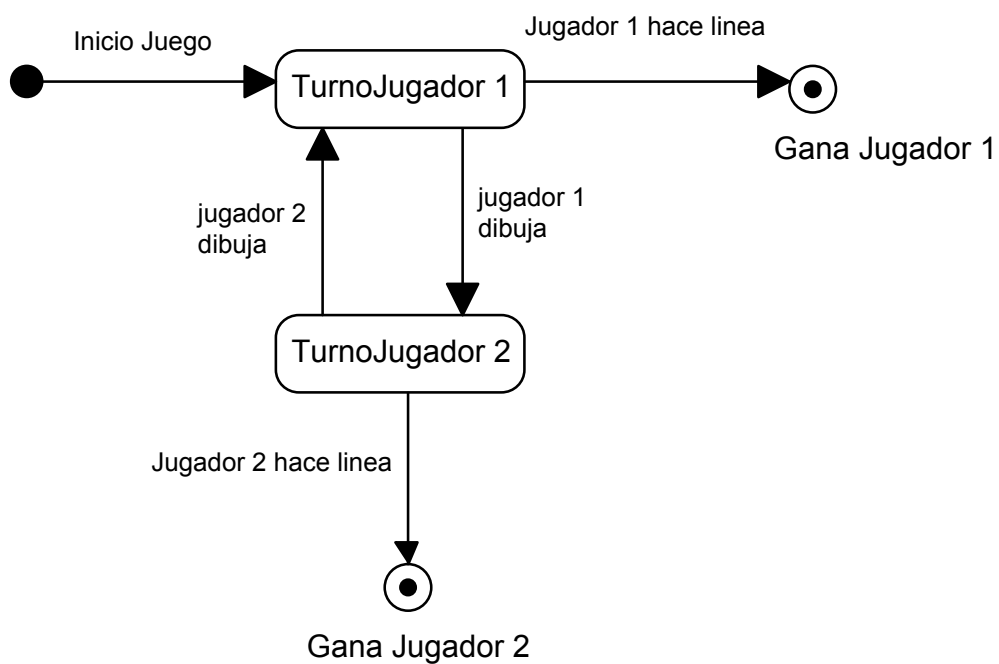 Inicio Juego
Jugador 1 hace linea
TurnoJugador 1
Gana Jugador 1
jugador 2
dibuja
jugador 1
dibuja
TurnoJugador 2
Jugador 2 hace linea
Gana Jugador 2